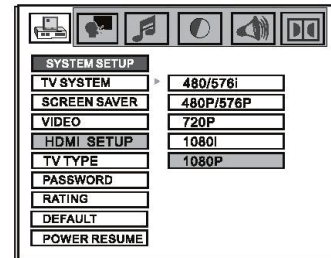 SYSTEM SETUP
TV SYSTEM
SCREEN SAVER
VIDEO
HDMI SETUP
TV TYPE
PASSWORD
RATING
DEFAULT
POWER RESUME
480/576i
480P/576P
720P
1080I
1080P